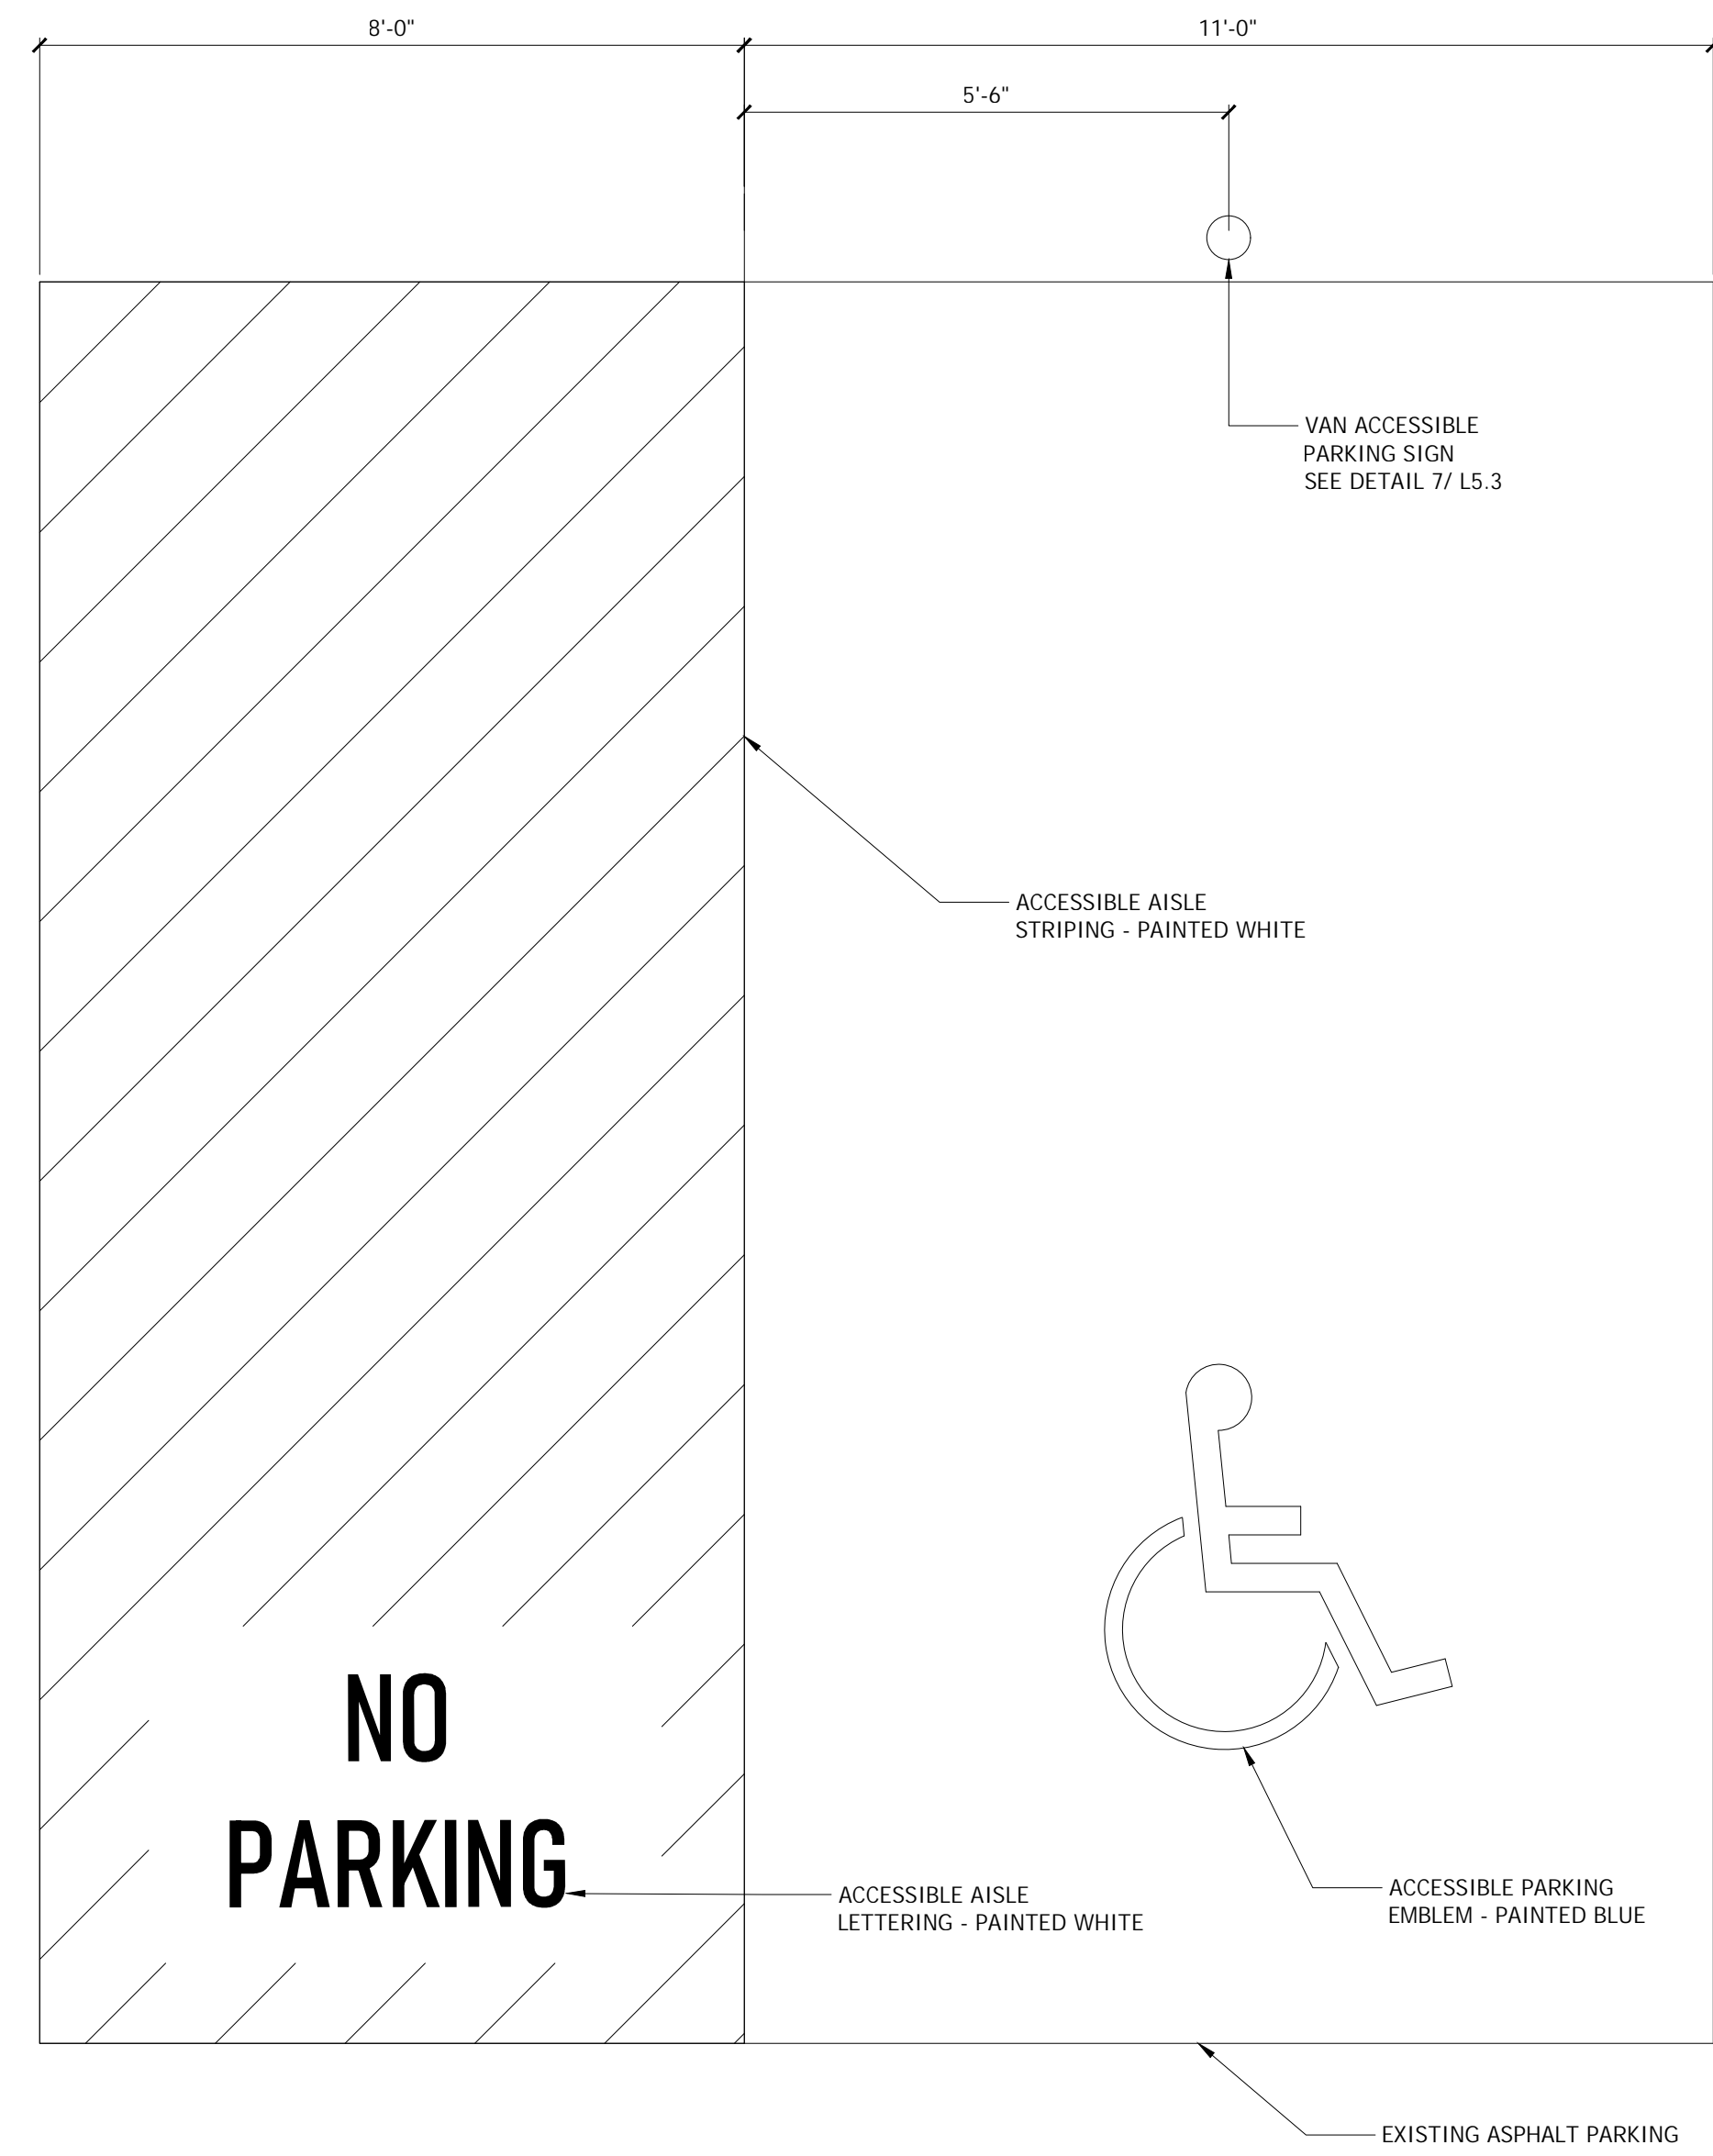 8'-0"
11'-0"
5'-6"
VAN ACCESSIBLE
PARKING SIGN
SEE DETAIL 7/ L5.3
ACCESSIBLE AISLE
STRIPING - PAINTED WHITE
NO
PARKING
ACCESSIBLE AISLE
LETTERING - PAINTED WHITE
ACCESSIBLE PARKING
EMBLEM - PAINTED BLUE
EXISTING ASPHALT PARKING